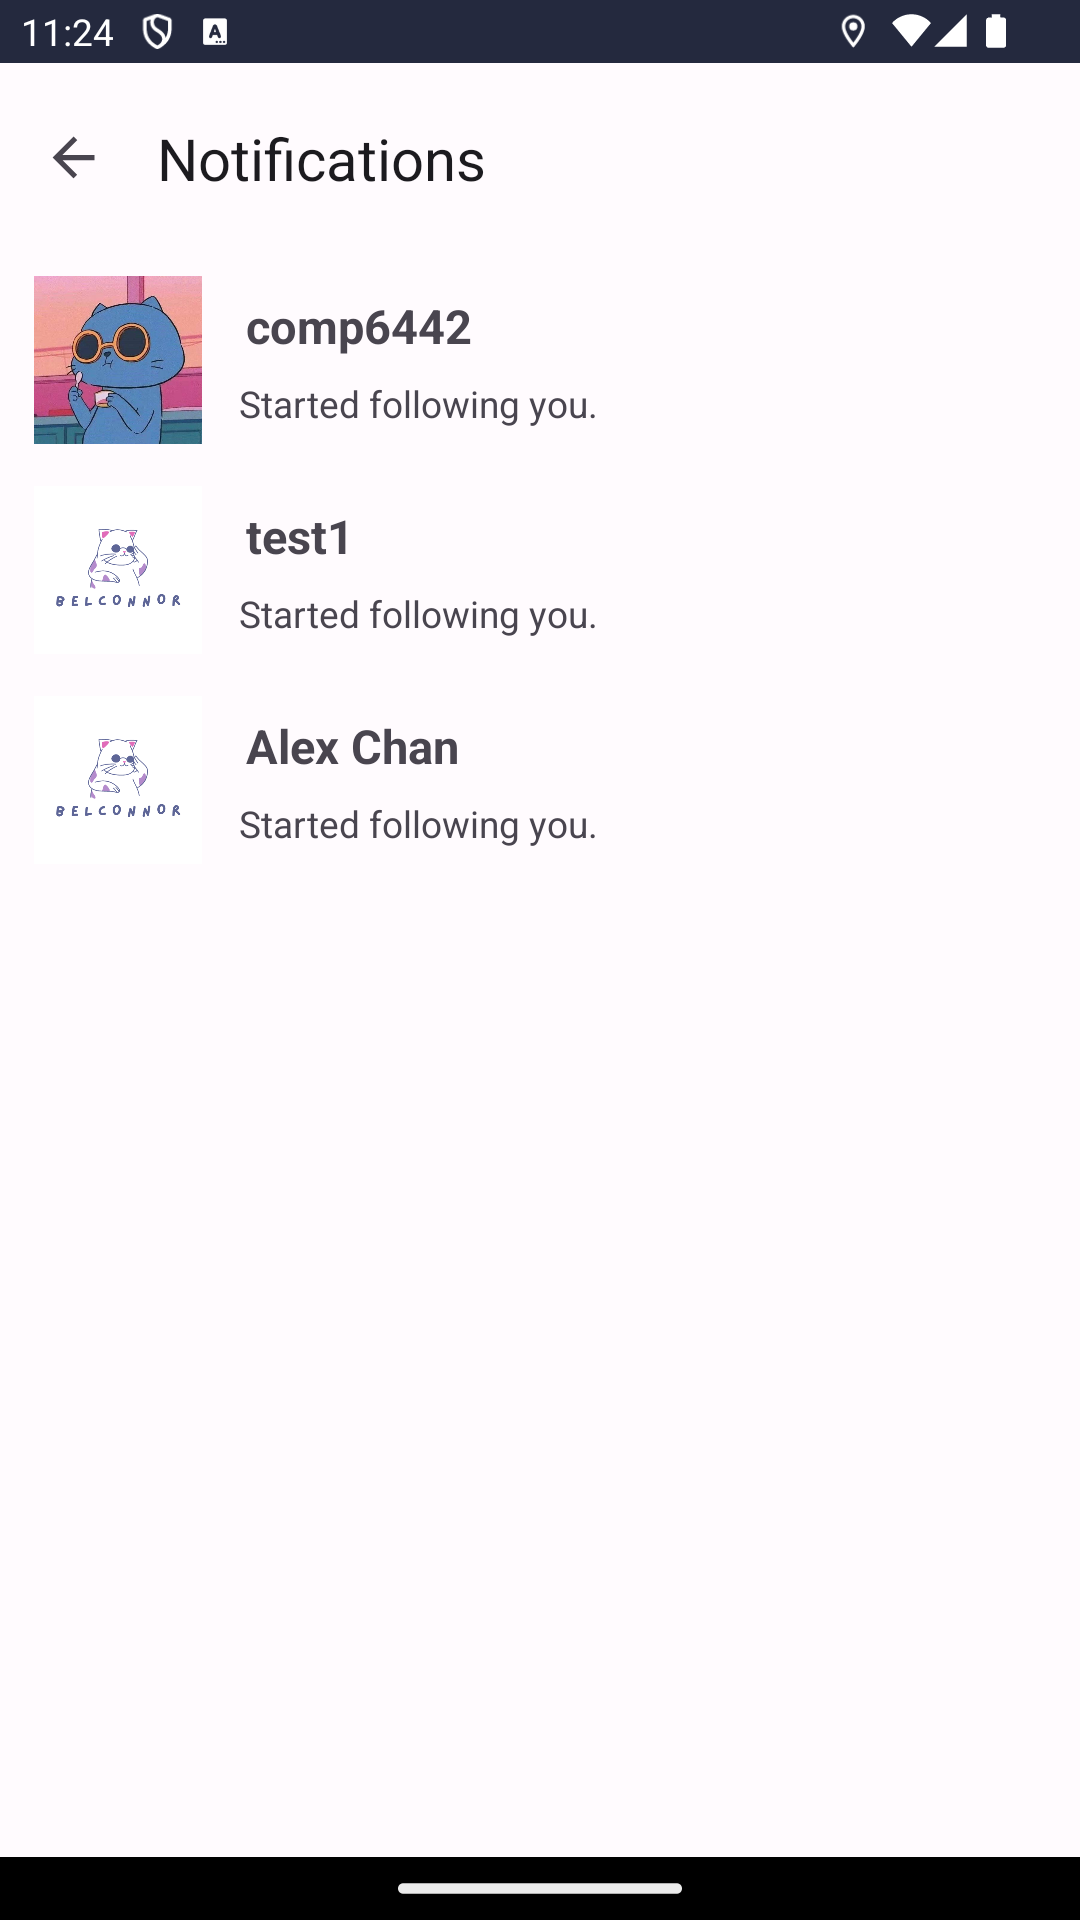 11:24
Notifications
comp6442
Started following you.
test1
Started following you.
BELCONNOR
Alex Chan
Started following you.
BELCONNOR